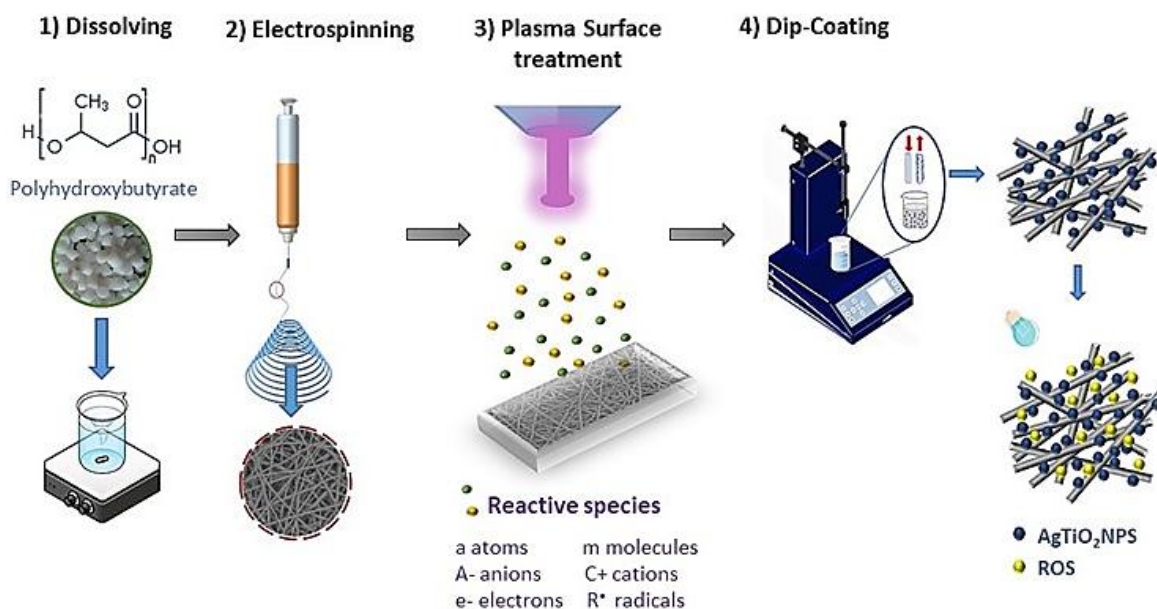 1) Dissolving
2) Electrospinning
3) Plasma Surface
treatment
4) Dip-Coating
CH₃
O
H
O
n
OH
Polyhydroxybutyrate
Reactive species
a atoms
m molecules
A- anions
C+ cations
e- electrons
R• radicals
AgTiO₂NPS
ROS